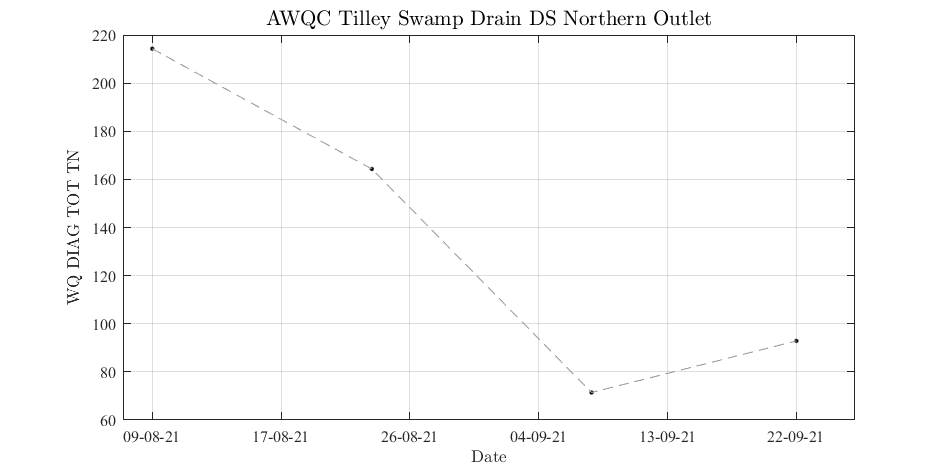 AWQC Tilley Swamp Drain DS Northern Outlet
WQ DIAG TOT TN
220
200
180
160
140
120
100
80
60
09-08-21 17-08-21 26-08-21 04-09-21 13-09-21 22-09-21
Date